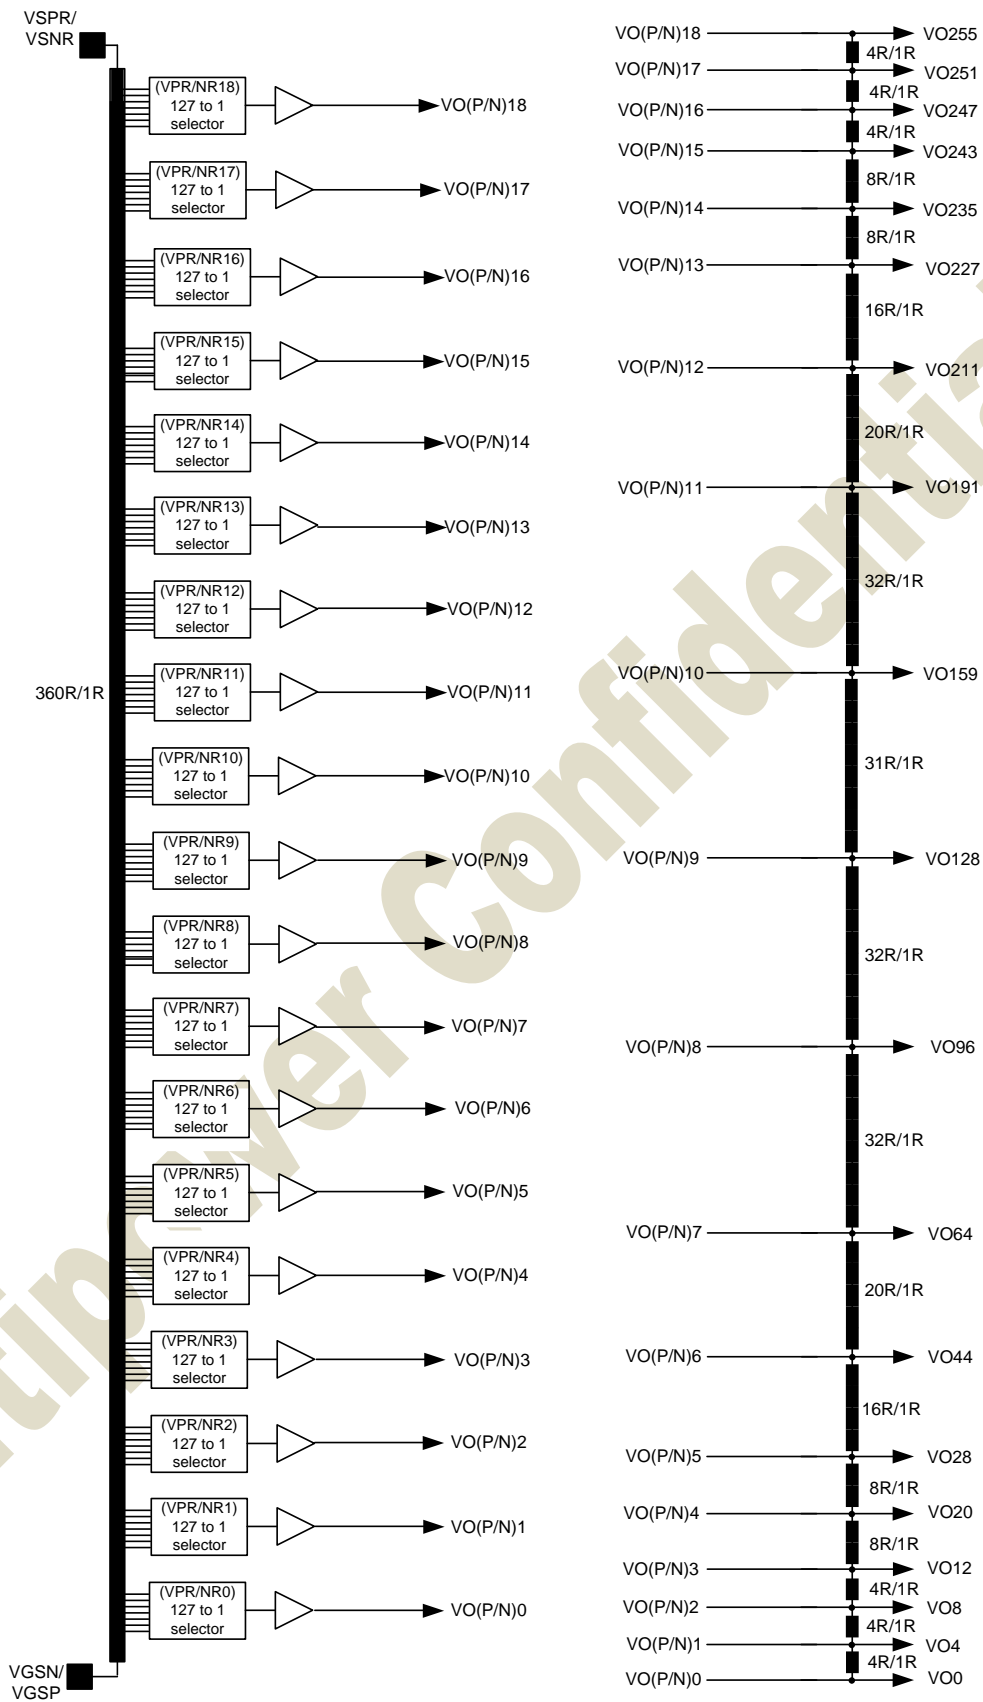 VSPR/
VSNR
(VPR/NR18)
127 to 1
selector
VO(P/N)18
(VPR/NR17)
127 to 1
selector
VO(P/N)17
(VPR/NR16)
127 to 1
selector
VO(P/N)16
(VPR/NR15)
127 to 1
selector
VO(P/N)15
(VPR/NR14)
127 to 1
selector
VO(P/N)14
(VPR/NR13)
127 to 1
selector
VO(P/N)13
(VPR/NR12)
127 to 1
selector
VO(P/N)12
360R/1R
(VPR/NR11)
127 to 1
selector
VO(P/N)11
(VPR/NR10)
127 to 1
selector
VO(P/N)10
(VPR/NR9)
127 to 1
selector
VO(P/N)9
(VPR/NR8)
127 to 1
selector
VO(P/N)8
(VPR/NR7)
127 to 1
selector
VO(P/N)7
(VPR/NR6)
127 to 1
selector
VO(P/N)6
(VPR/NR5)
127 to 1
selector
VO(P/N)5
(VPR/NR4)
127 to 1
selector
VO(P/N)4
(VPR/NR3)
127 to 1
selector
VO(P/N)3
(VPR/NR2)
127 to 1
selector
VO(P/N)2
(VPR/NR1)
127 to 1
selector
VO(P/N)1
(VPR/NR0)
127 to 1
selector
VO(P/N)0
VGSN/
VGSP
VO(P/N)18 VO255
4R/1R
VO(P/N)17 VO251
4R/1R
VO(P/N)16 VO247
4R/1R
VO(P/N)15 VO243
8R/1R
VO(P/N)14 VO235
8R/1R
VO(P/N)13 VO227
16R/1R
VO(P/N)12 VO211
20R/1R
VO(P/N)11 VO191
32R/1R
VO(P/N)10 VO159
31R/1R
VO(P/N)9 VO128
32R/1R
VO(P/N)8 VO96
32R/1R
VO(P/N)7 VO64
20R/1R
VO(P/N)6 VO44
16R/1R
VO(P/N)5 VO28
8R/1R
VO(P/N)4 VO20
8R/1R
VO(P/N)3 VO12
4R/1R
VO(P/N)2 VO8
4R/1R
VO(P/N)1 VO4
4R/1R
VO(P/N)0 VO0